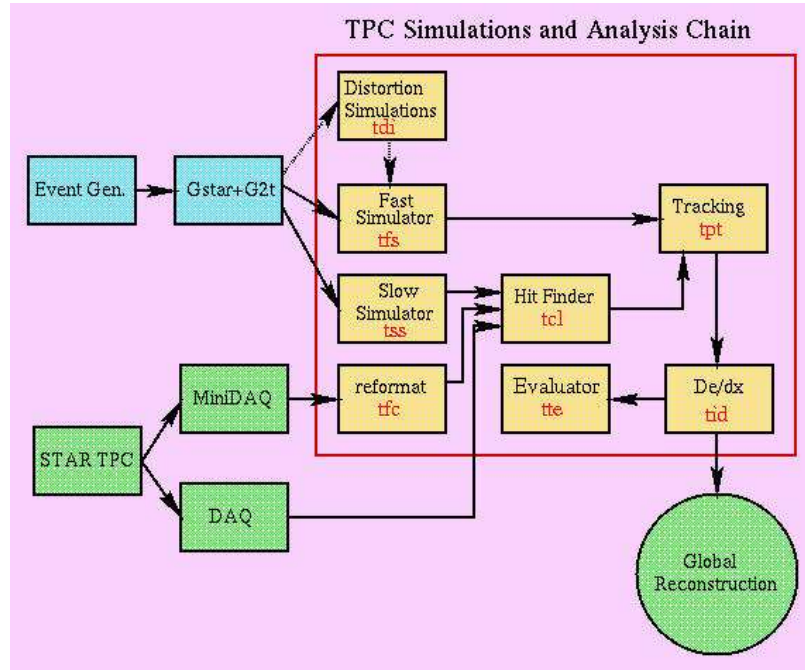 TPC Simulations and Analysis Chain
Distortion
Simulations
tdi
Event Gen.
Gstar+G2t
Fast
Simulator
tfs
Tracking
tpt
Slow
Simulator
tss
Hit Finder
tcl
MiniDAQ
reformat
tfc
Evaluator
tte
De/dx
tid
STAR TPC
DAQ
Global
Reconstruction